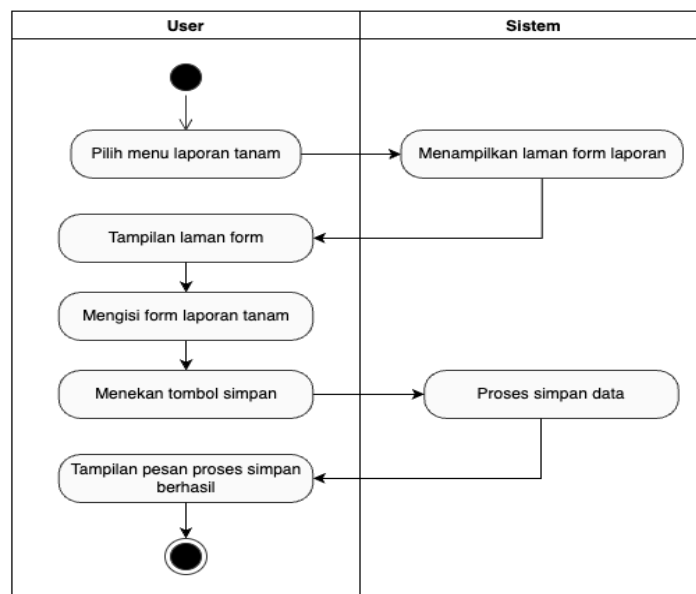 User
Sistem
Pilih menu laporan tanam
Menampilkan laman form laporan
Tampilan laman form
Mengisi form laporan tanam
Menekan tombol simpan
Proses simpan data
Tampilan pesan proses simpan
berhasil